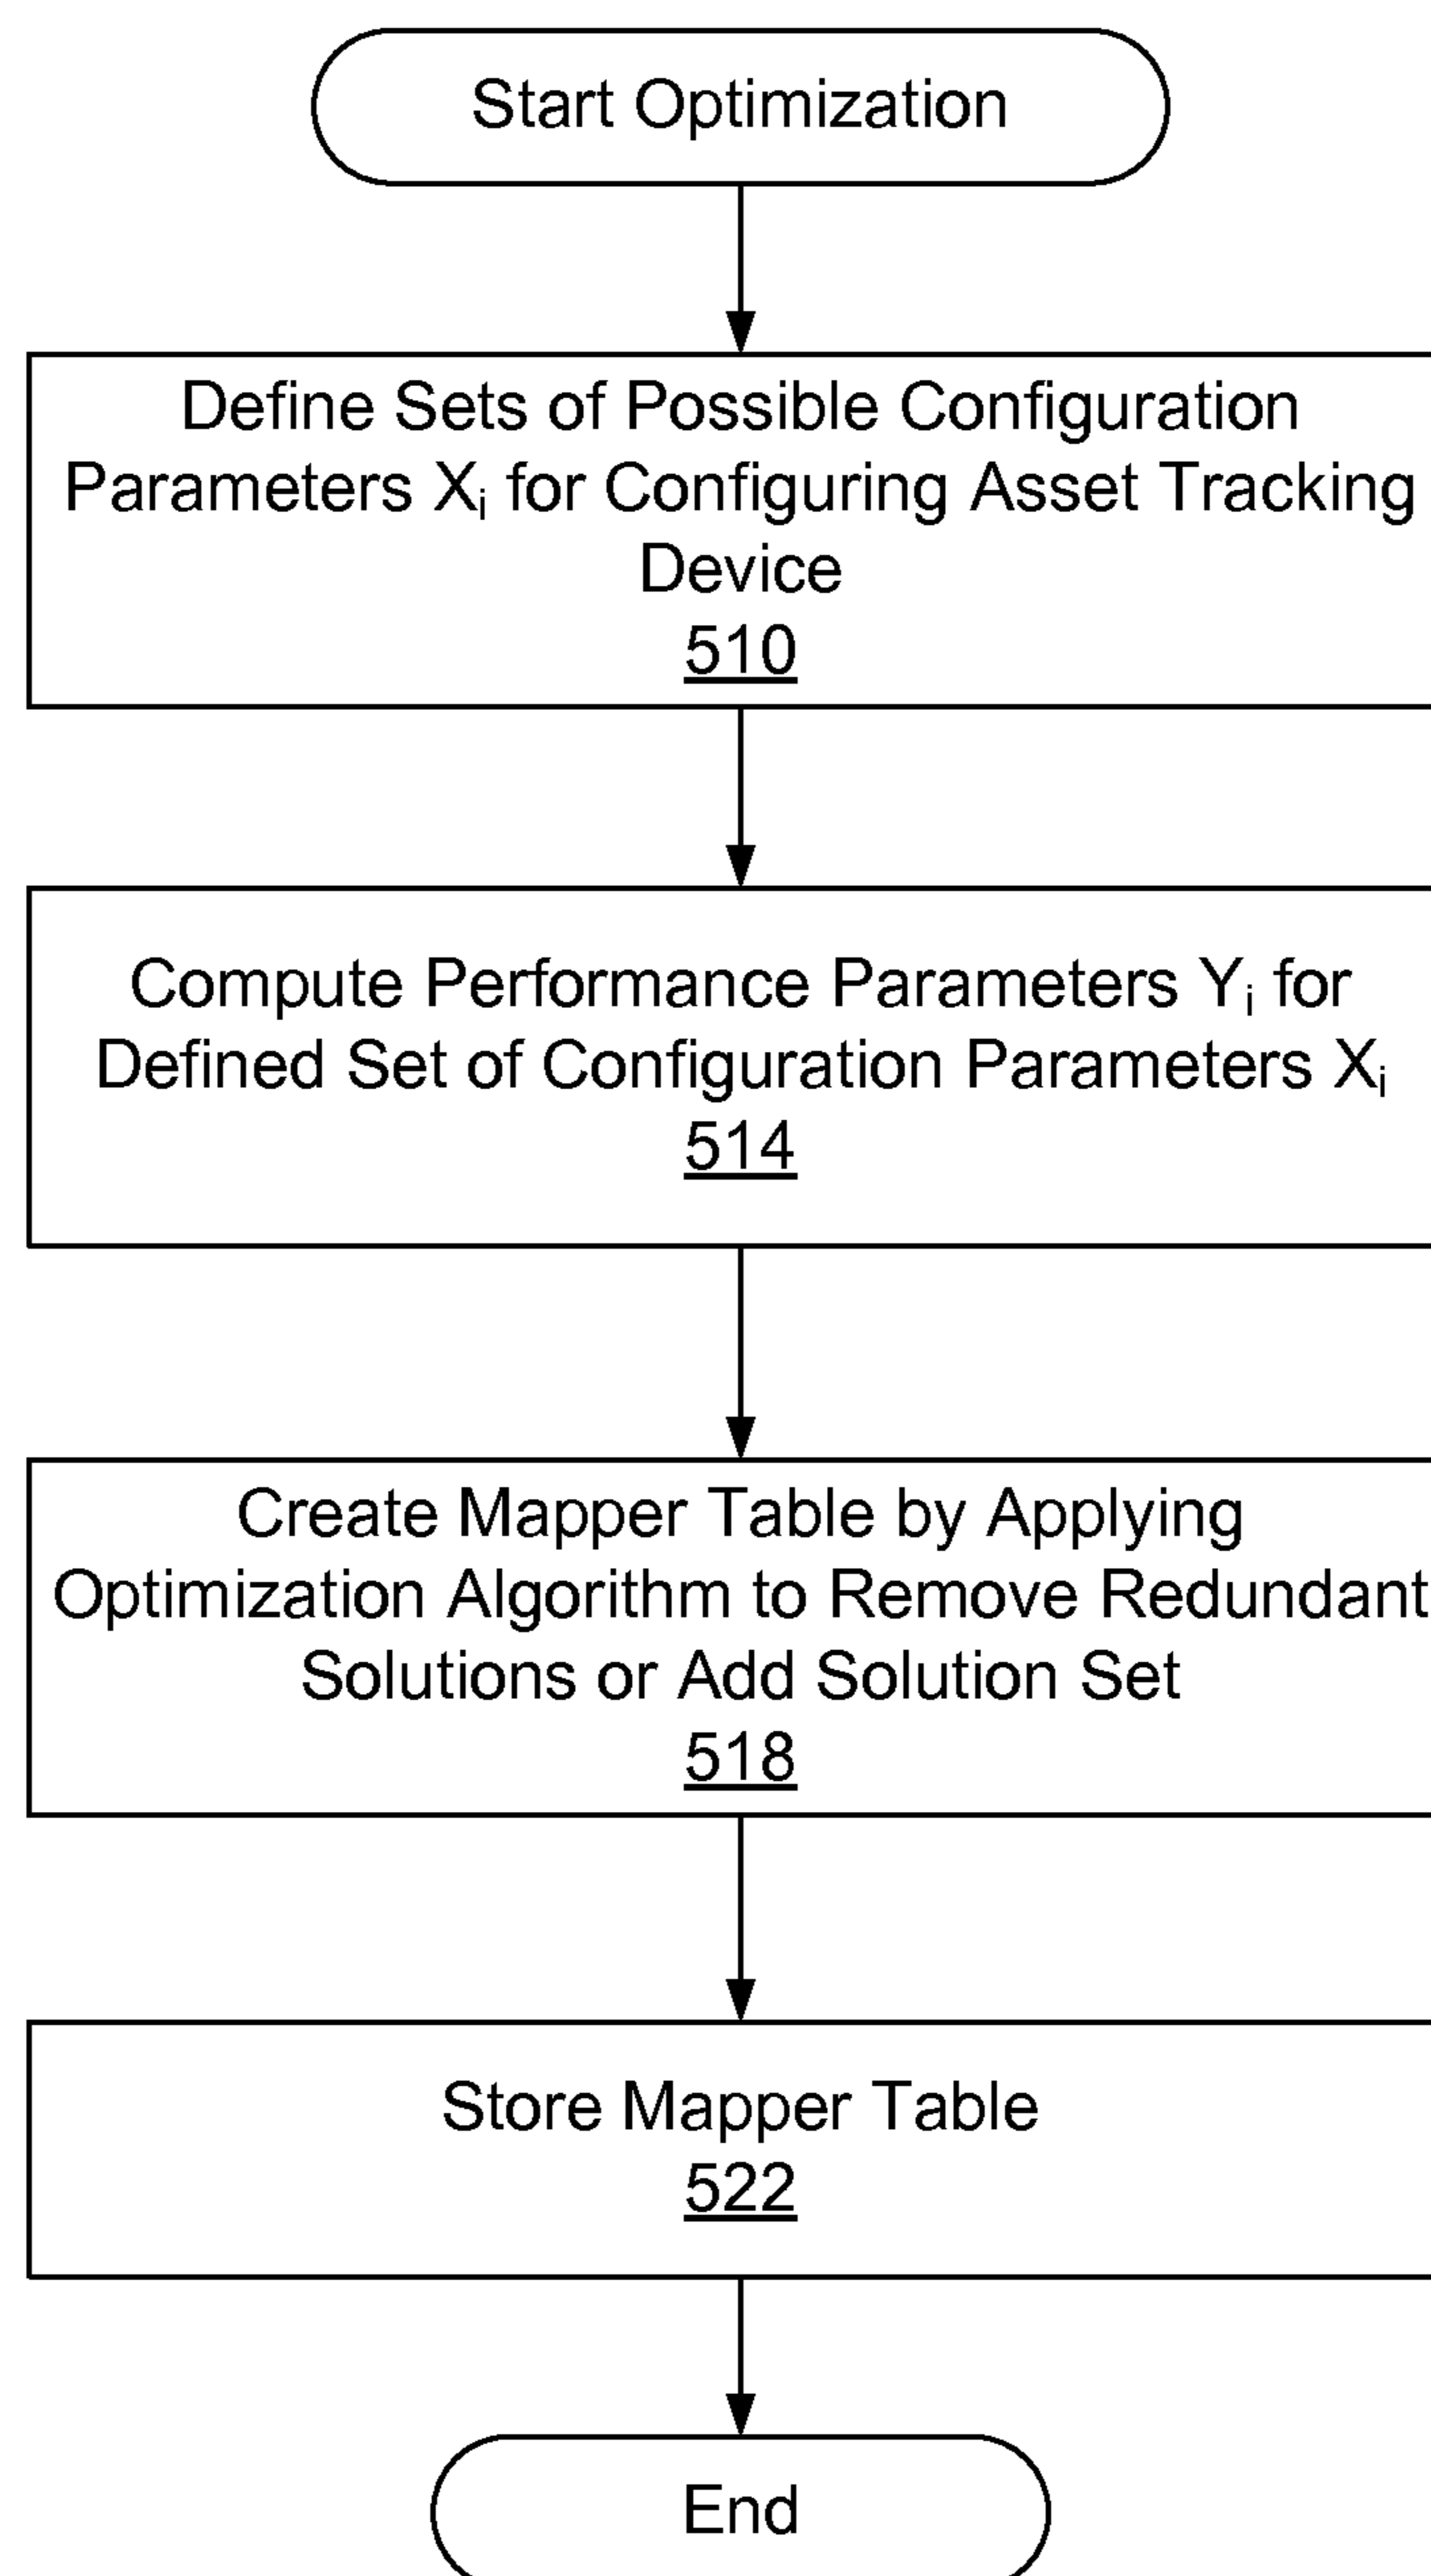 Start Optimization
Define Sets of Possible Configuration
Parameters Xi for Configuring Asset Tracking
Device
510
Compute Performance Parameters Yi for
Defined Set of Configuration Parameters Xi
514
Create Mapper Table by Applying
Optimization Algorithm to Remove Redundant
Solutions or Add Solution Set
518
Store Mapper Table
522
End